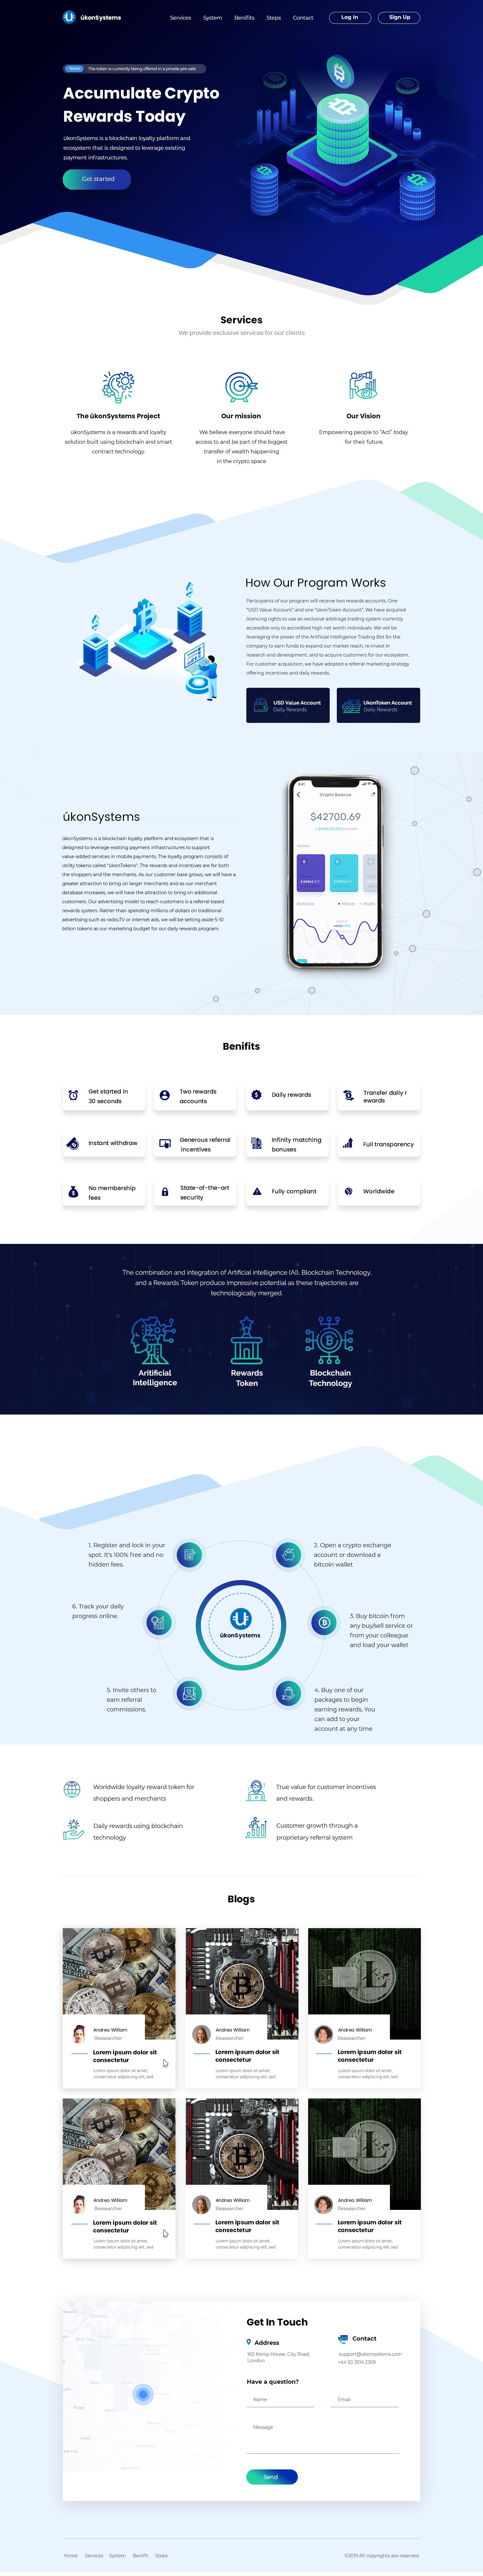 úkonSystems
Services
System
Benifits
Steps
Contact
Log In
Sign Up
The token is currently being offered in a private pre-sale
Accumulate Crypto
Rewards Today
úkonSystems is a blockchain loyalty platform and
ecosystem that is designed to leverage existing
payment infrastructures.
Get started
Services
We provide exclusive services for our clients
The úkonSystems Project
úkonSystems is a rewards and loyalty
solution built using blockchain and smart
contract technology.
Our mission
We believe everyone should have
access to and be part of the biggest
transfer of wealth happening
in the crypto space
Our Vision
Empowering people to "Act" today
for their future.
How Our Program Works
Participants of our program will receive two rewards accounts. One
"USD Value Account" and one "úkonToken Account". We have acquired
licencing rights to use an exclusive arbitrage trading system currently
accessible only to accredited high net worth individuals. We will be
leveraging the power of the Artificial Intelligence Trading Bot for the
company to earn funds to expand our market reach, re-invest in
research and development, and to acquire customers for our ecosystem.
For customer acquisition, we have adopted a referral marketing strategy
offering incentives and daily rewards.
USD Value Account
Daily Rewards
UkonToken Account
Daily Rewards
úkonSystems
úkonSystems is a blockchain loyalty platform and ecosystem that is
designed to leverage existing payment infrastructures to support
value-added services in mobile payments. The loyalty program consists of
utility tokens called "úkonTokens". The rewards and incentives are for both
the shoppers and the merchants. As our customer base grows, we will have a
greater attraction to bring on larger merchants and as our merchant
database increases, we will have the attraction to bring on additional
customers. Our advertising model to reach customers is a referral based
rewards system. Rather than spending millions of dollars on traditional
advertising such as radio,TV or internet ads, we will be setting aside 5-10
billion tokens as our marketing budget for our daily rewards program.
9:41
Crypto Balance
$42700.69
Wallets
Statistics
Bitcoin
Ripple
Benifits
Get started in
30 seconds
Two rewards
accounts
Daily rewards
Transfer daily r
ewards
Instant withdraw
Generous referral
incentives
Infinity matching
bonuses
Full transparency
No membership
fees
State-of-the-art
security
Fully compliant
Worldwide
The combination and integration of Artificial intelligence (AI), Blockchain Technology,
and a Rewards Token produce impressive potential as these trajectories are
technologically merged.
Aritificial
Intelligence
Rewards
Token
Blockchain
Technology
1. Register and lock in your
spot. It's 100% free and no
hidden fees.
2. Open a crypto exchange
account or download a
bitcoin wallet
6. Track your daily
progress online.
úkonSystems
3. Buy bitcoin from
any buy/sell service or
from your colleague
and load your wallet
5. Invite others to
earn referral
commissions.
4. Buy one of our
packages to begin
earning rewards. You
can add to your
account at any time
Worldwide loyalty reward token for
shoppers and merchants
True value for customer incentives
and rewards.
Daily rewards using blockchain
technology
Customer growth through a
proprietary referral system
Blogs
Andrea William
Reasearcher
Lorem ipsum dolor sit
consectetur
Lorem ipsum dolor sit amet,
consectetur adipiscing elit, sed
Andrea William
Reasearcher
Lorem ipsum dolor sit
consectetur
Lorem ipsum dolor sit amet,
consectetur adipiscing elit, sed
Andrea William
Reasearcher
Lorem ipsum dolor sit
consectetur
Lorem ipsum dolor sit amet,
consectetur adipiscing elit, sed
Andrea William
Reasearcher
Lorem ipsum dolor sit
consectetur
Lorem ipsum dolor sit amet,
consectetur adipiscing elit, sed
Andrea William
Reasearcher
Lorem ipsum dolor sit
consectetur
Lorem ipsum dolor sit amet,
consectetur adipiscing elit, sed
Andrea William
Reasearcher
Lorem ipsum dolor sit
consectetur
Lorem ipsum dolor sit amet,
consectetur adipiscing elit, sed
Get In Touch
Address
160 Kemp House, City Road,
London
Contact
support@ukonsystems.com
+44 20 3514 2369
Have a question?
Name
Email
Message
Send
Home
Services
System
Benifit
Steps
©2019 All copyrights are reserved